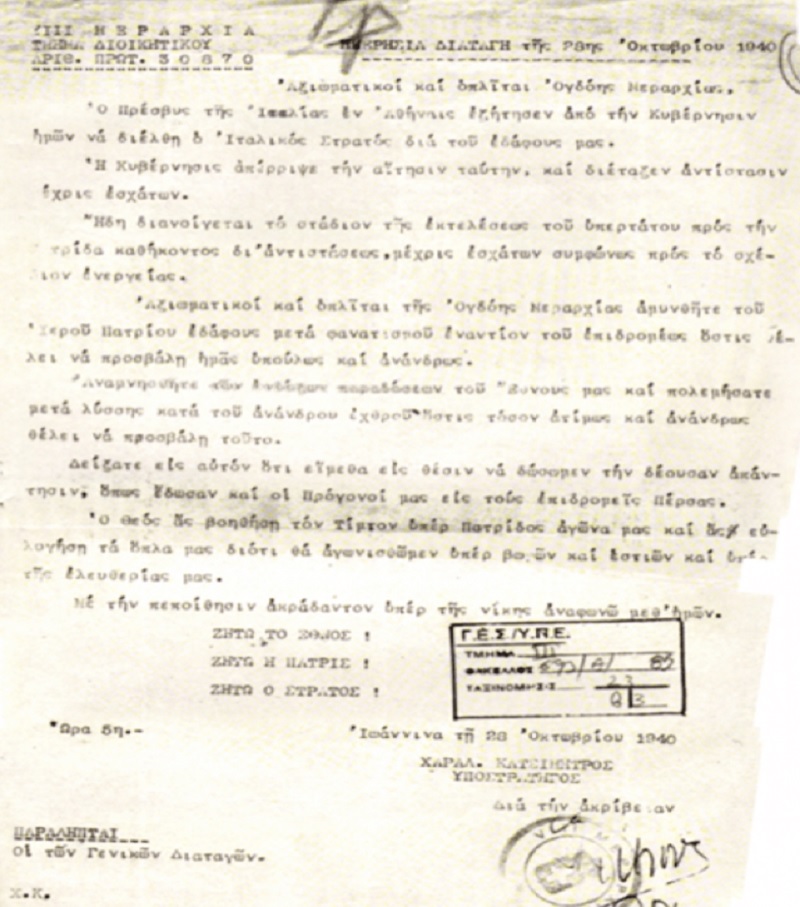 VIII ΜΕΡΑΡΧΙΑ
ΤΜΗΜΑ ΔΙΟΙΚΗΤΙΚΟΥ
ΑΡΙΘ. ΠΡΩΤ. 30870
ΗΜΕΡΗΣΙΑ ΔΙΑΤΑΓΗ τῆς 28ης Ὀκτωβρίου 1940
Ἀξιωματικοί καί ὁπλῖται Ὀγδόης Μεραρχίας,
Ὁ Πρέσβυς τῆς Ἰταλίας ἐν Ἀθήναις ἐζήτησεν ἀπό τήν Κυβέρνησιν
ἡμῶν νά διέλθῃ ὁ Ἰταλικός Στρατός διά τοῦ ἐδάφους μας.
Ἡ Κυβέρνησις ἀπέρριψε τήν αἴτησιν ταύτην, καί διέταξεν ἀντίστασιν
έχρις ἐσχάτων.
Ἤδη διανοίγεται τό στάδιον τῆς ἐκτελέσεως τοῦ ὑπερτάτου πρός τήν
τρίδα καθήκοντος δι'ἀντιστάσεως,μέχρις ἐσχάτων συμφώνως πρός τό σχέ-
διον ἐνεργείας.
Ἀξιωματικοί καί ὁπλῖται τῆς Ὀγδόης Μεραρχίας ἀμυνθῆτε τοῦ
Ἱεροῦ Πατρίου ἐδάφους μετά φανατισμοῦ ἐναντίον τοῦ ἐπιδρομέως ὅστις θέ-
λει νά προσβάλῃ ἡμᾶς ὑπούλως καί ἀνάνδρως.
Ἀναμνησθῆτε τῶν ἐνδόξων παραδόσεων τοῦ Ἔθνους μας καί πολεμήσατε
μετά λύσσης κατά τοῦ ἀνάνδρου ἐχθροῦ ὅστις τόσον ἀτίμως καί ἀνάνδρως
θέλει νά προσβάλῃ τοῦτο.
Δείξατε εἰς αὐτόν ὅτι εἴμεθα εἰς θέσιν νά δώσωμεν τήν δέουσαν ἀπάν-
τησιν, ὅπως ἔδωσαν καί οἱ Πρόγονοί μας εἰς τούς ἐπιδρομεῖς Πέρσας.
Ὁ Θεός ἄς βοηθήσῃ τόν Τίμιον ὑπέρ Πατρίδος ἀγῶνα μας καί ἄς εὐ-
λογήσῃ τά ὅπλα μας διότι θά ἀγωνισθῶμεν ὑπέρ βωμῶν καί ἑστιῶν καί ὑπέρ
τῆς ἐλευθερίας μας.
Μέ τήν πεποίθησιν ἀκράδαντον ὑπέρ τῆς νίκης ἀναφωνῶ μεθ'ἡμῶν.
ΖΗΤΩ ΤΟ ΕΘΝΟΣ !
ΖΗΤΩ Η ΠΑΤΡΙΣ !
ΖΗΤΩ Ο ΣΤΡΑΤΟΣ !
Γ.Ε.Σ/Υ.Π.Ε.
ΤΜΗΜΑ III
ΦΑΚΕΛΛΟΣ
ΤΑΞΙΝΟΜΗΣΙΣ
Ὥρα 5η.-
Ἰωάννινα τῇ 28 Ὀκτωβρίου 1940
ΧΑΡΑΛ. ΚΑΤΣΙΜΗΤΡΟΣ
ΥΠΟΣΤΡΑΤΗΓΟΣ
Διά τήν ἀκρίβειαν
ΠΑΡΑΛΗΠΤΑΙ
Οἱ τῶν Γενικῶν Διαταγῶν.
Χ.Κ.